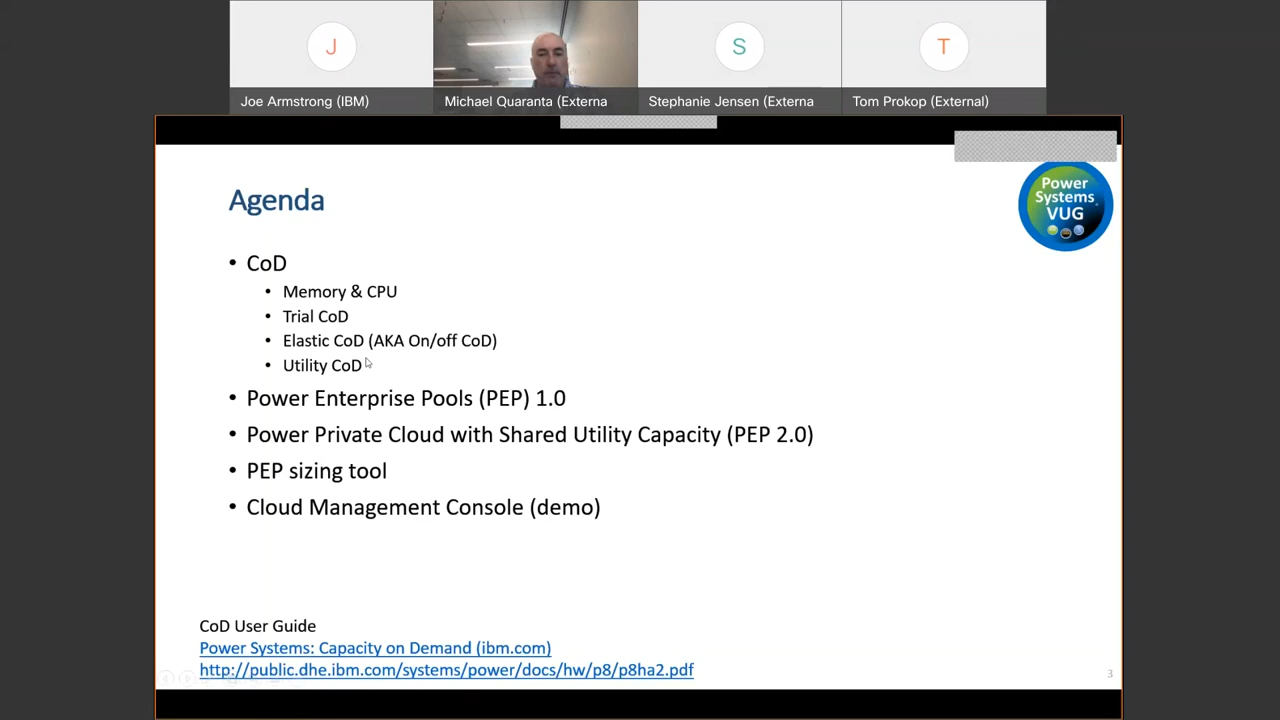 J
S
T
Joe Armstrong (IBM)
Michael Quaranta (Externa
Stephanie Jensen (Externa
Tom Prokop (External)
Power
Systems
VUG
Agenda
• CoD
• Memory & CPU
• Trial CoD
• Elastic CoD (AKA On/off CoD)
• Utility CoD
• Power Enterprise Pools (PEP) 1.0
• Power Private Cloud with Shared Utility Capacity (PEP 2.0)
• PEP sizing tool
• Cloud Management Console (demo)
CoD User Guide
Power Systems: Capacity on Demand (ibm.com)
http://public.dhe.ibm.com/systems/power/docs/hw/p8/p8ha2.pdf
3